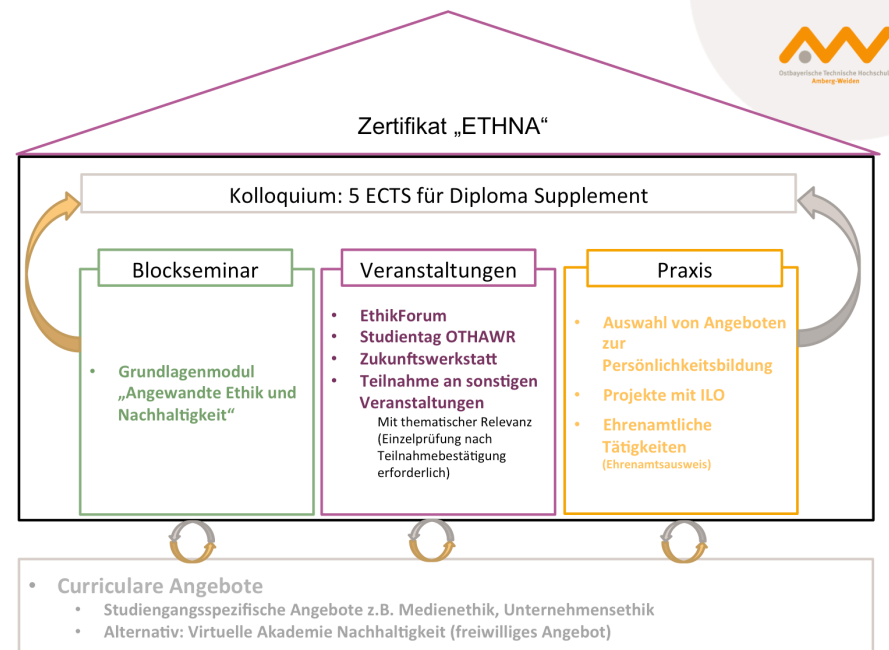 Ostbayerische Technische Hochschul
Amberg-Weiden
Zertifikat „ETHNA“
Kolloquium: 5 ECTS für Diploma Supplement
Blockseminar
• Grundlagenmodul
„Angewandte Ethik und
Nachhaltigkeit“
Veranstaltungen
• EthikForum
• Studientag OTHAWR
• Zukunftswerkstatt
• Teilnahme an sonstigen
Veranstaltungen
Mit thematischer Relevanz
(Einzelprüfung nach
Teilnahmebestätigung
erforderlich)
Praxis
• Auswahl von Angeboten
zur
Persönlichkeitsbildung
• Projekte mit ILO
• Ehrenamtliche
Tätigkeiten
(Ehrenamtsausweis)
• Curriculare Angebote
• Studiengangsspezifische Angebote z.B. Medienethik, Unternehmensethik
• Alternativ: Virtuelle Akademie Nachhaltigkeit (freiwilliges Angebot)